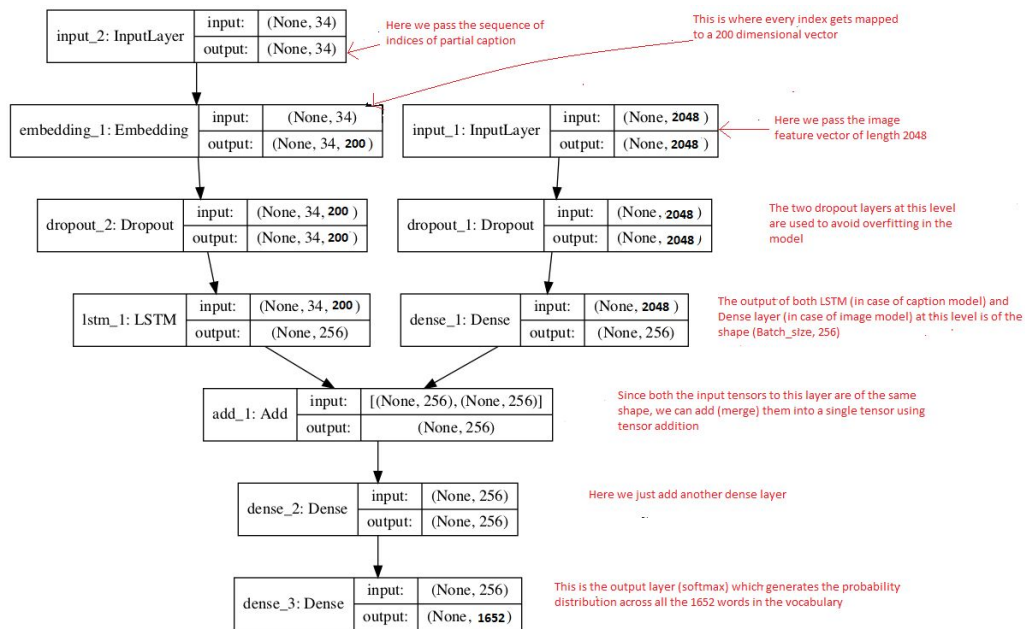 input_2: InputLayer
input: (None, 34)
output: (None, 34)
Here we pass the sequence of
indices of partial caption
This is where every index gets mapped
to a 200 dimensional vector
embedding_1: Embedding
input: (None, 34)
output: (None, 34, 200)
input_1: InputLayer
input: (None, 2048)
output: (None, 2048)
Here we pass the image
feature vector of length 2048
dropout_2: Dropout
input: (None, 34, 200)
output: (None, 34, 200)
dropout_1: Dropout
input: (None, 2048)
output: (None, 2048)
The two dropout layers at this level
are used to avoid overfitting in the
model
lstm_1: LSTM
input: (None, 34, 200)
output: (None, 256)
dense_1: Dense
input: (None, 2048)
output: (None, 256)
The output of both LSTM (in case of caption model) and
Dense layer (in case of image model) at this level is of the
shape (Batch_size, 256)
add_1: Add
input: [(None, 256), (None, 256)]
output: (None, 256)
Since both the input tensors to this layer are of the same
shape, we can add (merge) them into a single tensor using
tensor addition
dense_2: Dense
input: (None, 256)
output: (None, 256)
Here we just add another dense layer
dense_3: Dense
input: (None, 256)
output: (None, 1652)
This is the output layer (softmax) which generates the probability
distribution across all the 1652 words in the vocabulary